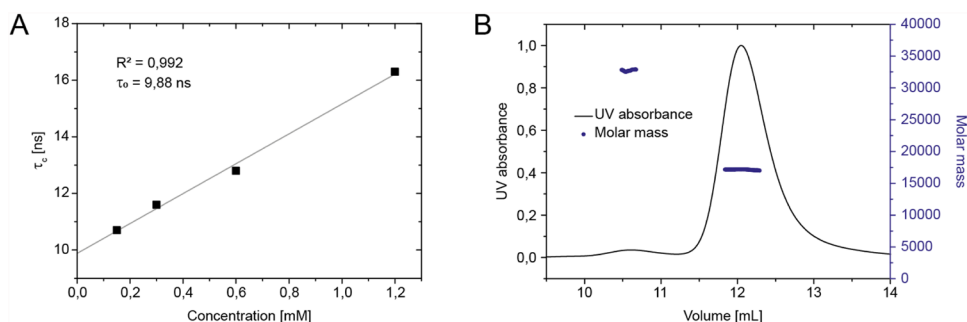 A
τc [ns]
18
16
14
12
10
R² = 0,992
τ₀ = 9,88 ns
0,0 0,2 0,4 0,6 0,8 1,0 1,2
Concentration [mM]
B
UV absorbance
1,0
0,8
0,6
0,4
0,2
0,0
UV absorbance
Molar mass
10 11 12 13 14
Volume [mL]
40000
35000
30000
25000
20000
15000
10000
5000
0
Molar mass